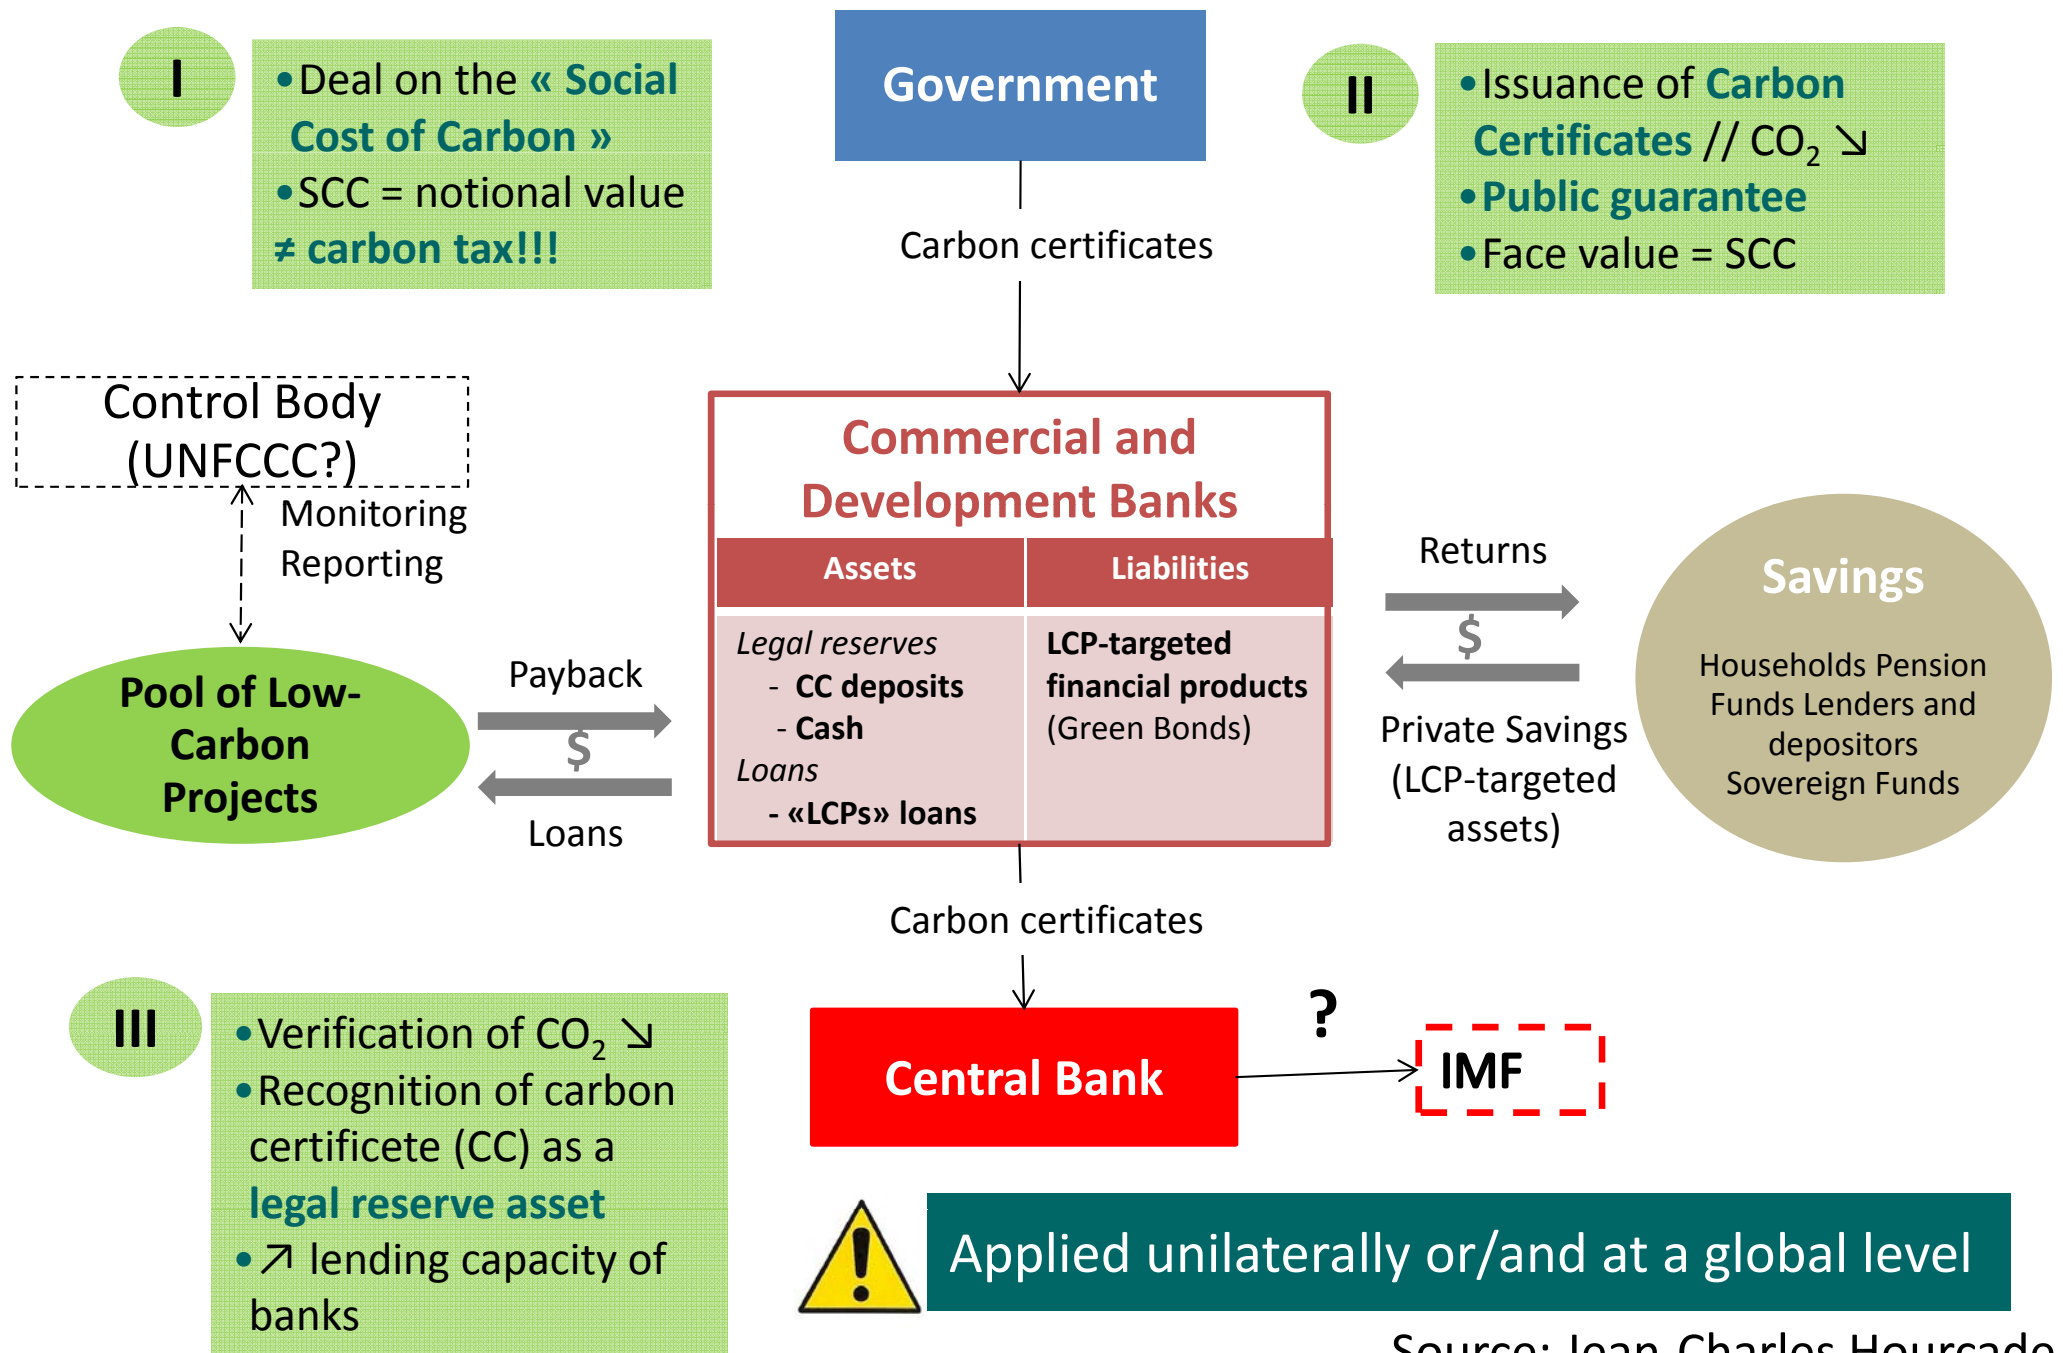 I
•Deal on the « Social
Cost of Carbon »
•SCC = notional value
≠ carbon tax!!!
Government
II
•Issuance of Carbon
Certificates // CO₂ ↘
•Public guarantee
•Face value = SCC
Carbon certificates
Control Body
(UNFCCC?)
Monitoring
Reporting
Pool of Low-
Carbon
Projects
Payback
$
Loans
Commercial and
Development Banks
Assets
Liabilities
Legal reserves
- CC deposits
- Cash
Loans
- «LCPs» loans
LCP-targeted
financial products
(Green Bonds)
Returns
$
Private Savings
(LCP-targeted
assets)
Savings
Households Pension
Funds Lenders and
depositors
Sovereign Funds
Carbon certificates
III
•Verification of CO₂ ↘
•Recognition of carbon
certificete (CC) as a
legal reserve asset
•↗ lending capacity of
banks
Central Bank
?
IMF
!
Applied unilaterally or/and at a global level
Source: Jean-Charles Hourcade